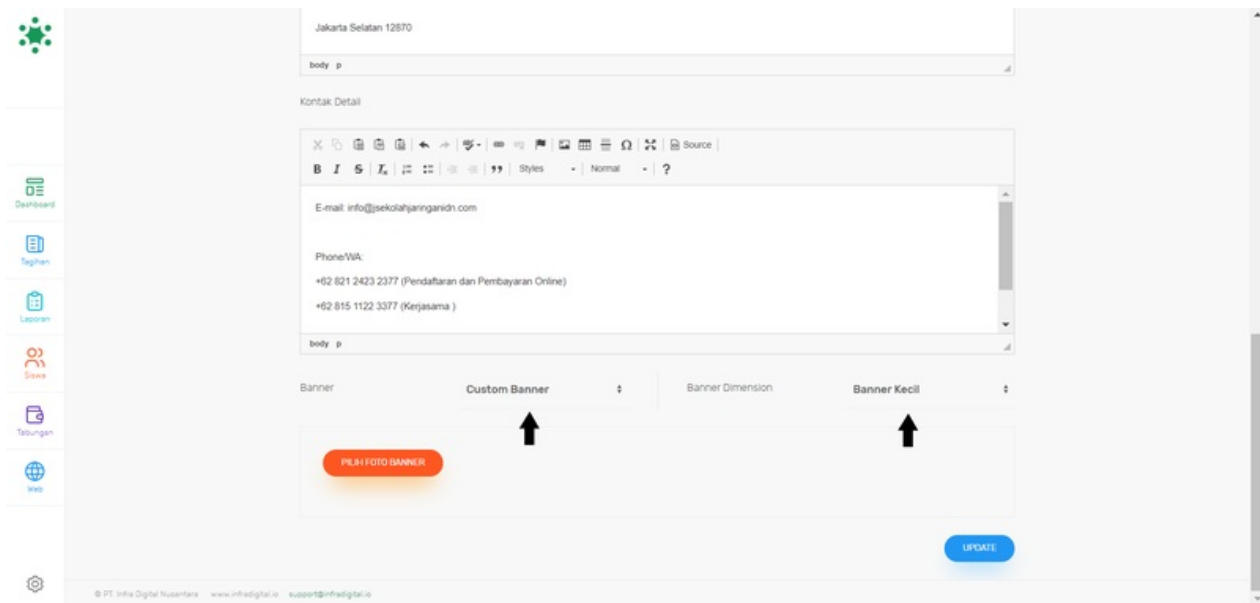 Jakarta Selatan 12870
body p
Kontak Detail
Source
B I S Ix Styles Normal ?
E-mail: info@jsekolahjaringanidn.com
Phone/WA:
+62 821 2423 2377 (Pendaftaran dan Pembayaran Online)
+62 815 1122 3377 (Kerjasama )
body p
Banner Custom Banner Banner Dimension Banner Kecil
PILIH FOTO BANNER
UPDATE
Dashboard
Tagihan
Laporan
Siswa
Tabungan
Web
© PT. Infra Digital Nusantara www.infradigital.io support@infradigital.io